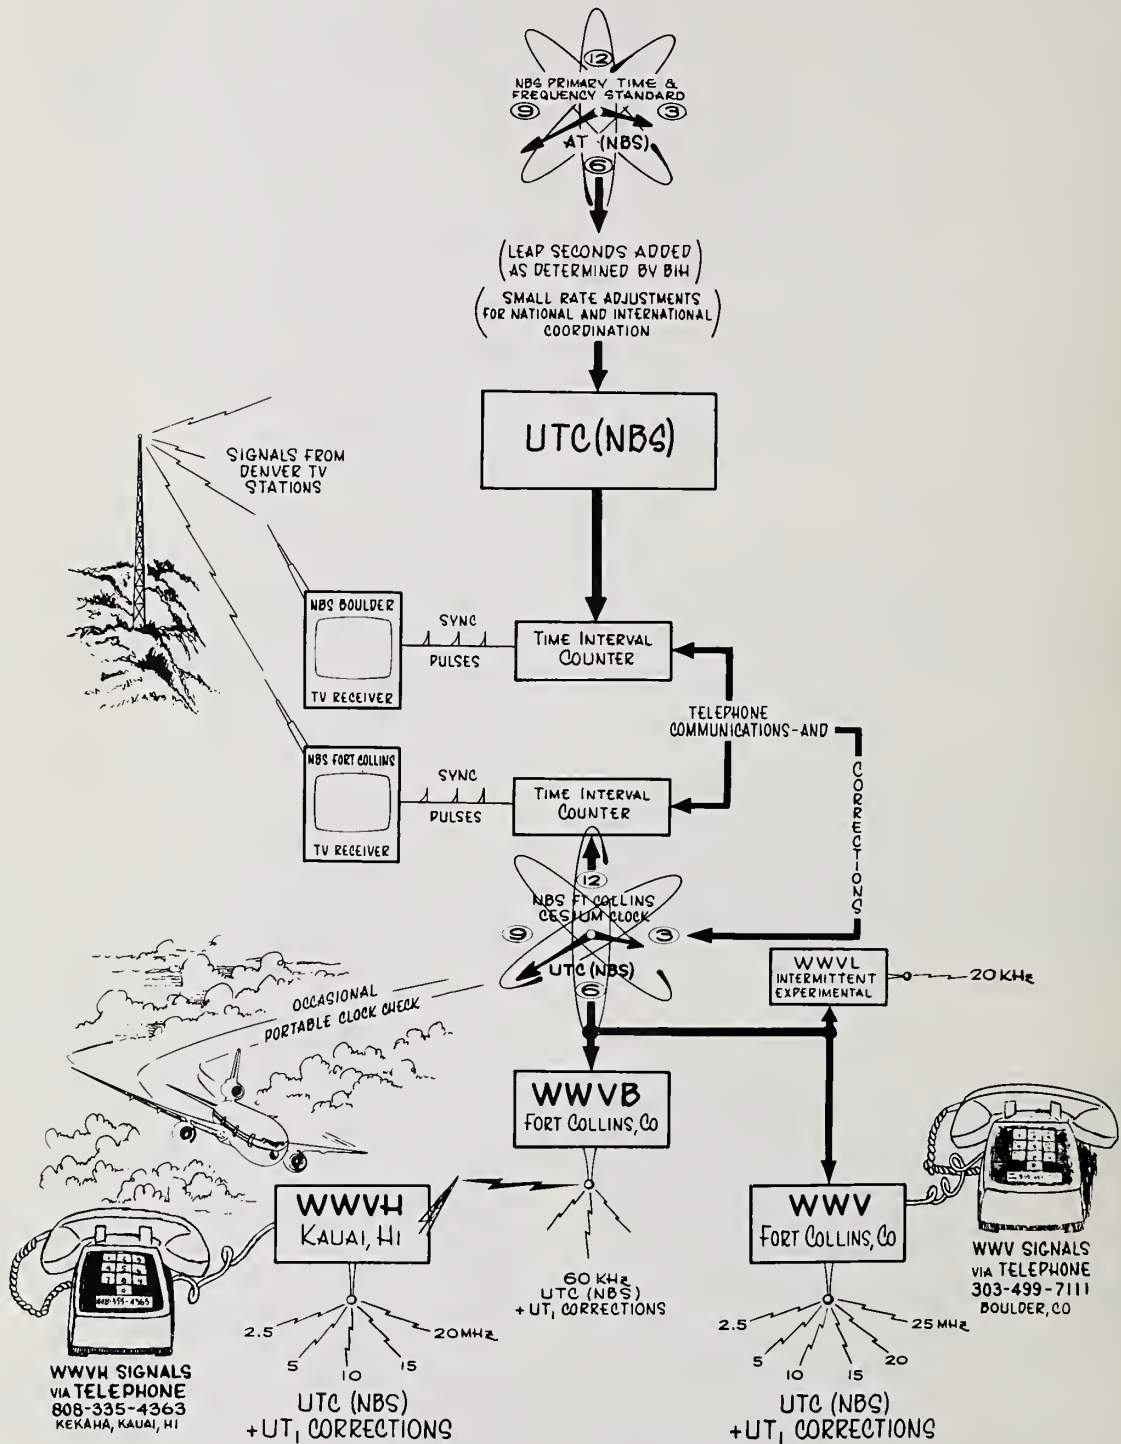 12
NBS PRIMARY TIME &
FREQUENCY STANDARD
9
3
AT (NBS)
6
(LEAP SECONDS ADDED
AS DETERMINED BY BIH)
(SMALL RATE ADJUSTMENTS
FOR NATIONAL AND INTERNATIONAL
COORDINATION)
UTC (NBS)
SIGNALS FROM
DENVER TV
STATIONS
NBS BOULDER
TV RECEIVER
SYNC
PULSES
TIME INTERVAL
COUNTER
TELEPHONE
COMMUNICATIONS-AND
CORRECTIONS
NBS FORT COLLINS
TV RECEIVER
SYNC
PULSES
TIME INTERVAL
COUNTER
12
NBS FT COLLINS
CESIUM CLOCK
9
3
UTC (NBS)
6
WWVL
INTERMITTENT
EXPERIMENTAL
20 KHz
OCCASIONAL
PORTABLE CLOCK CHECK
WWVB
FORT COLLINS, CO
60 KHz
UTC (NBS)
+ UT1 CORRECTIONS
WWVH
KAUAI, HI
2.5
5
10
15
20 MHz
UTC (NBS)
+UT1 CORRECTIONS
808-335-4363
WWVH SIGNALS
VIA TELEPHONE
808-335-4363
KEKAHA, KAUAI, HI
WWV
FORT COLLINS, CO
2.5
5
10
15
20
25 MHz
UTC (NBS)
+UT1 CORRECTIONS
WWV SIGNALS
VIA TELEPHONE
303-499-7111
BOULDER, CO